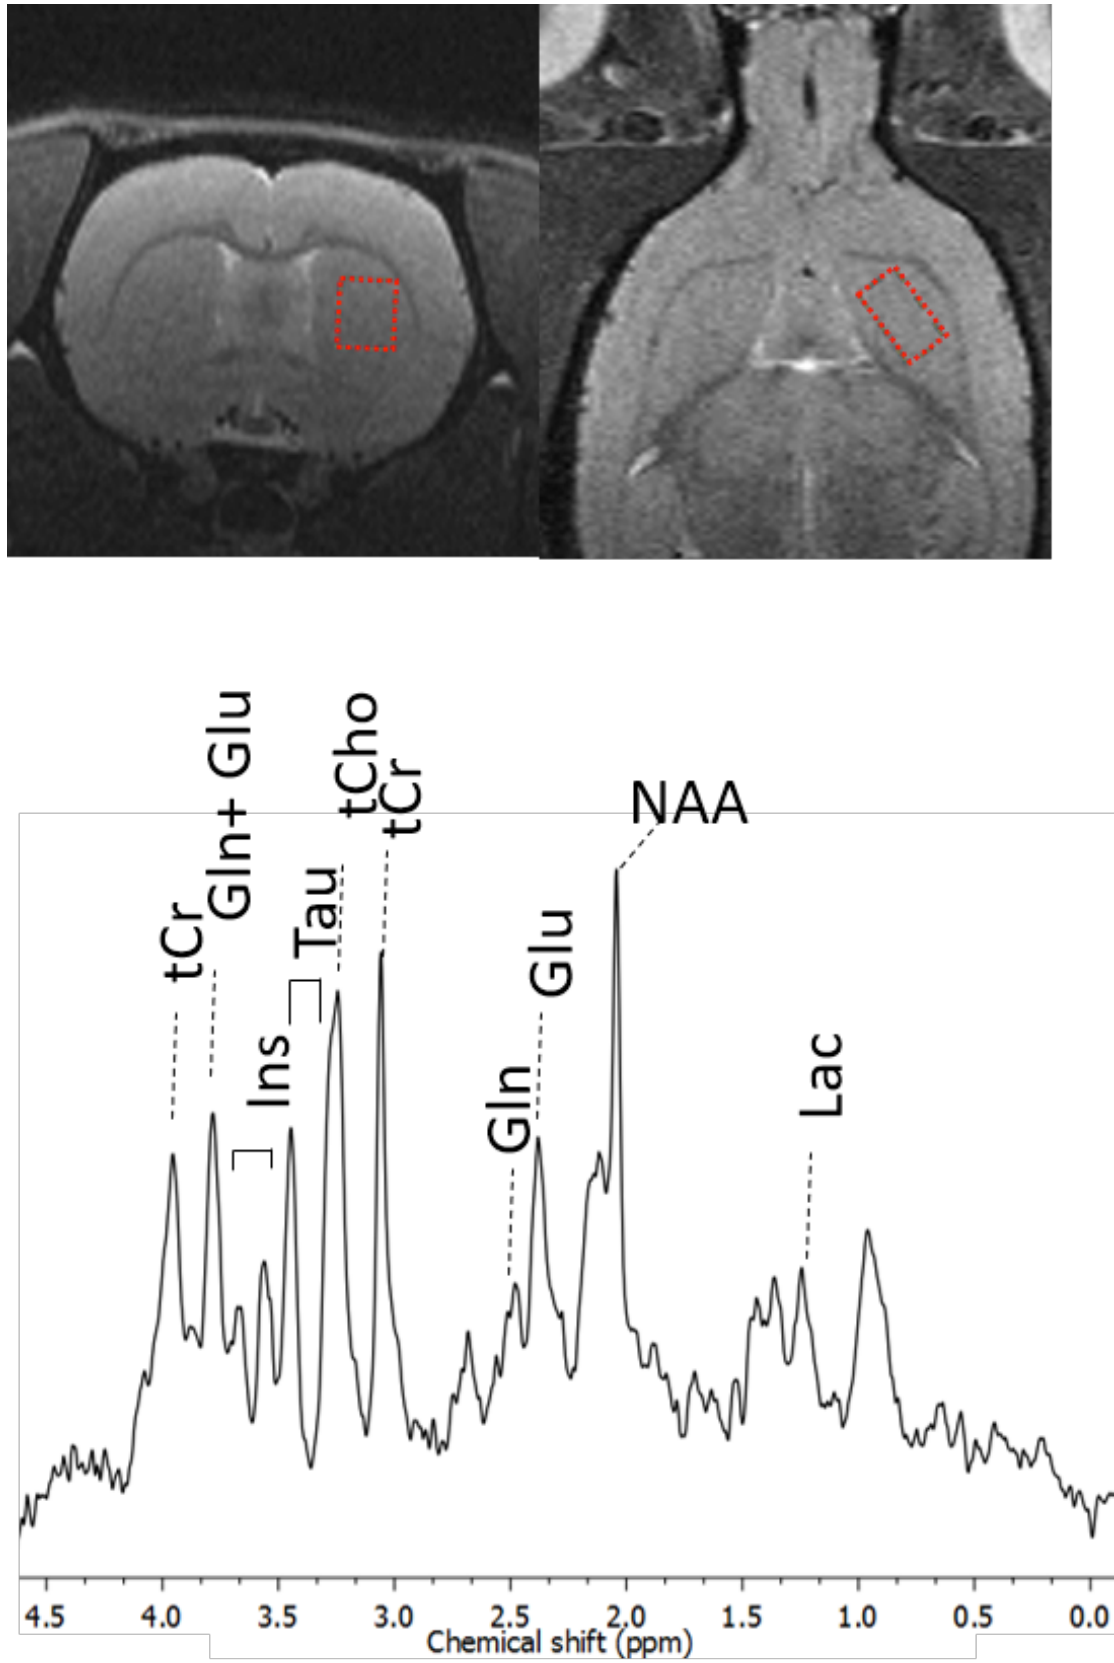 tCr
Gln+ Glu
Ins
Tau
tCho
tCr
Gln
Glu
NAA
Lac
4.5 4.0 3.5 3.0 2.5 2.0 1.5 1.0 0.5 0.0
Chemical shift (ppm)